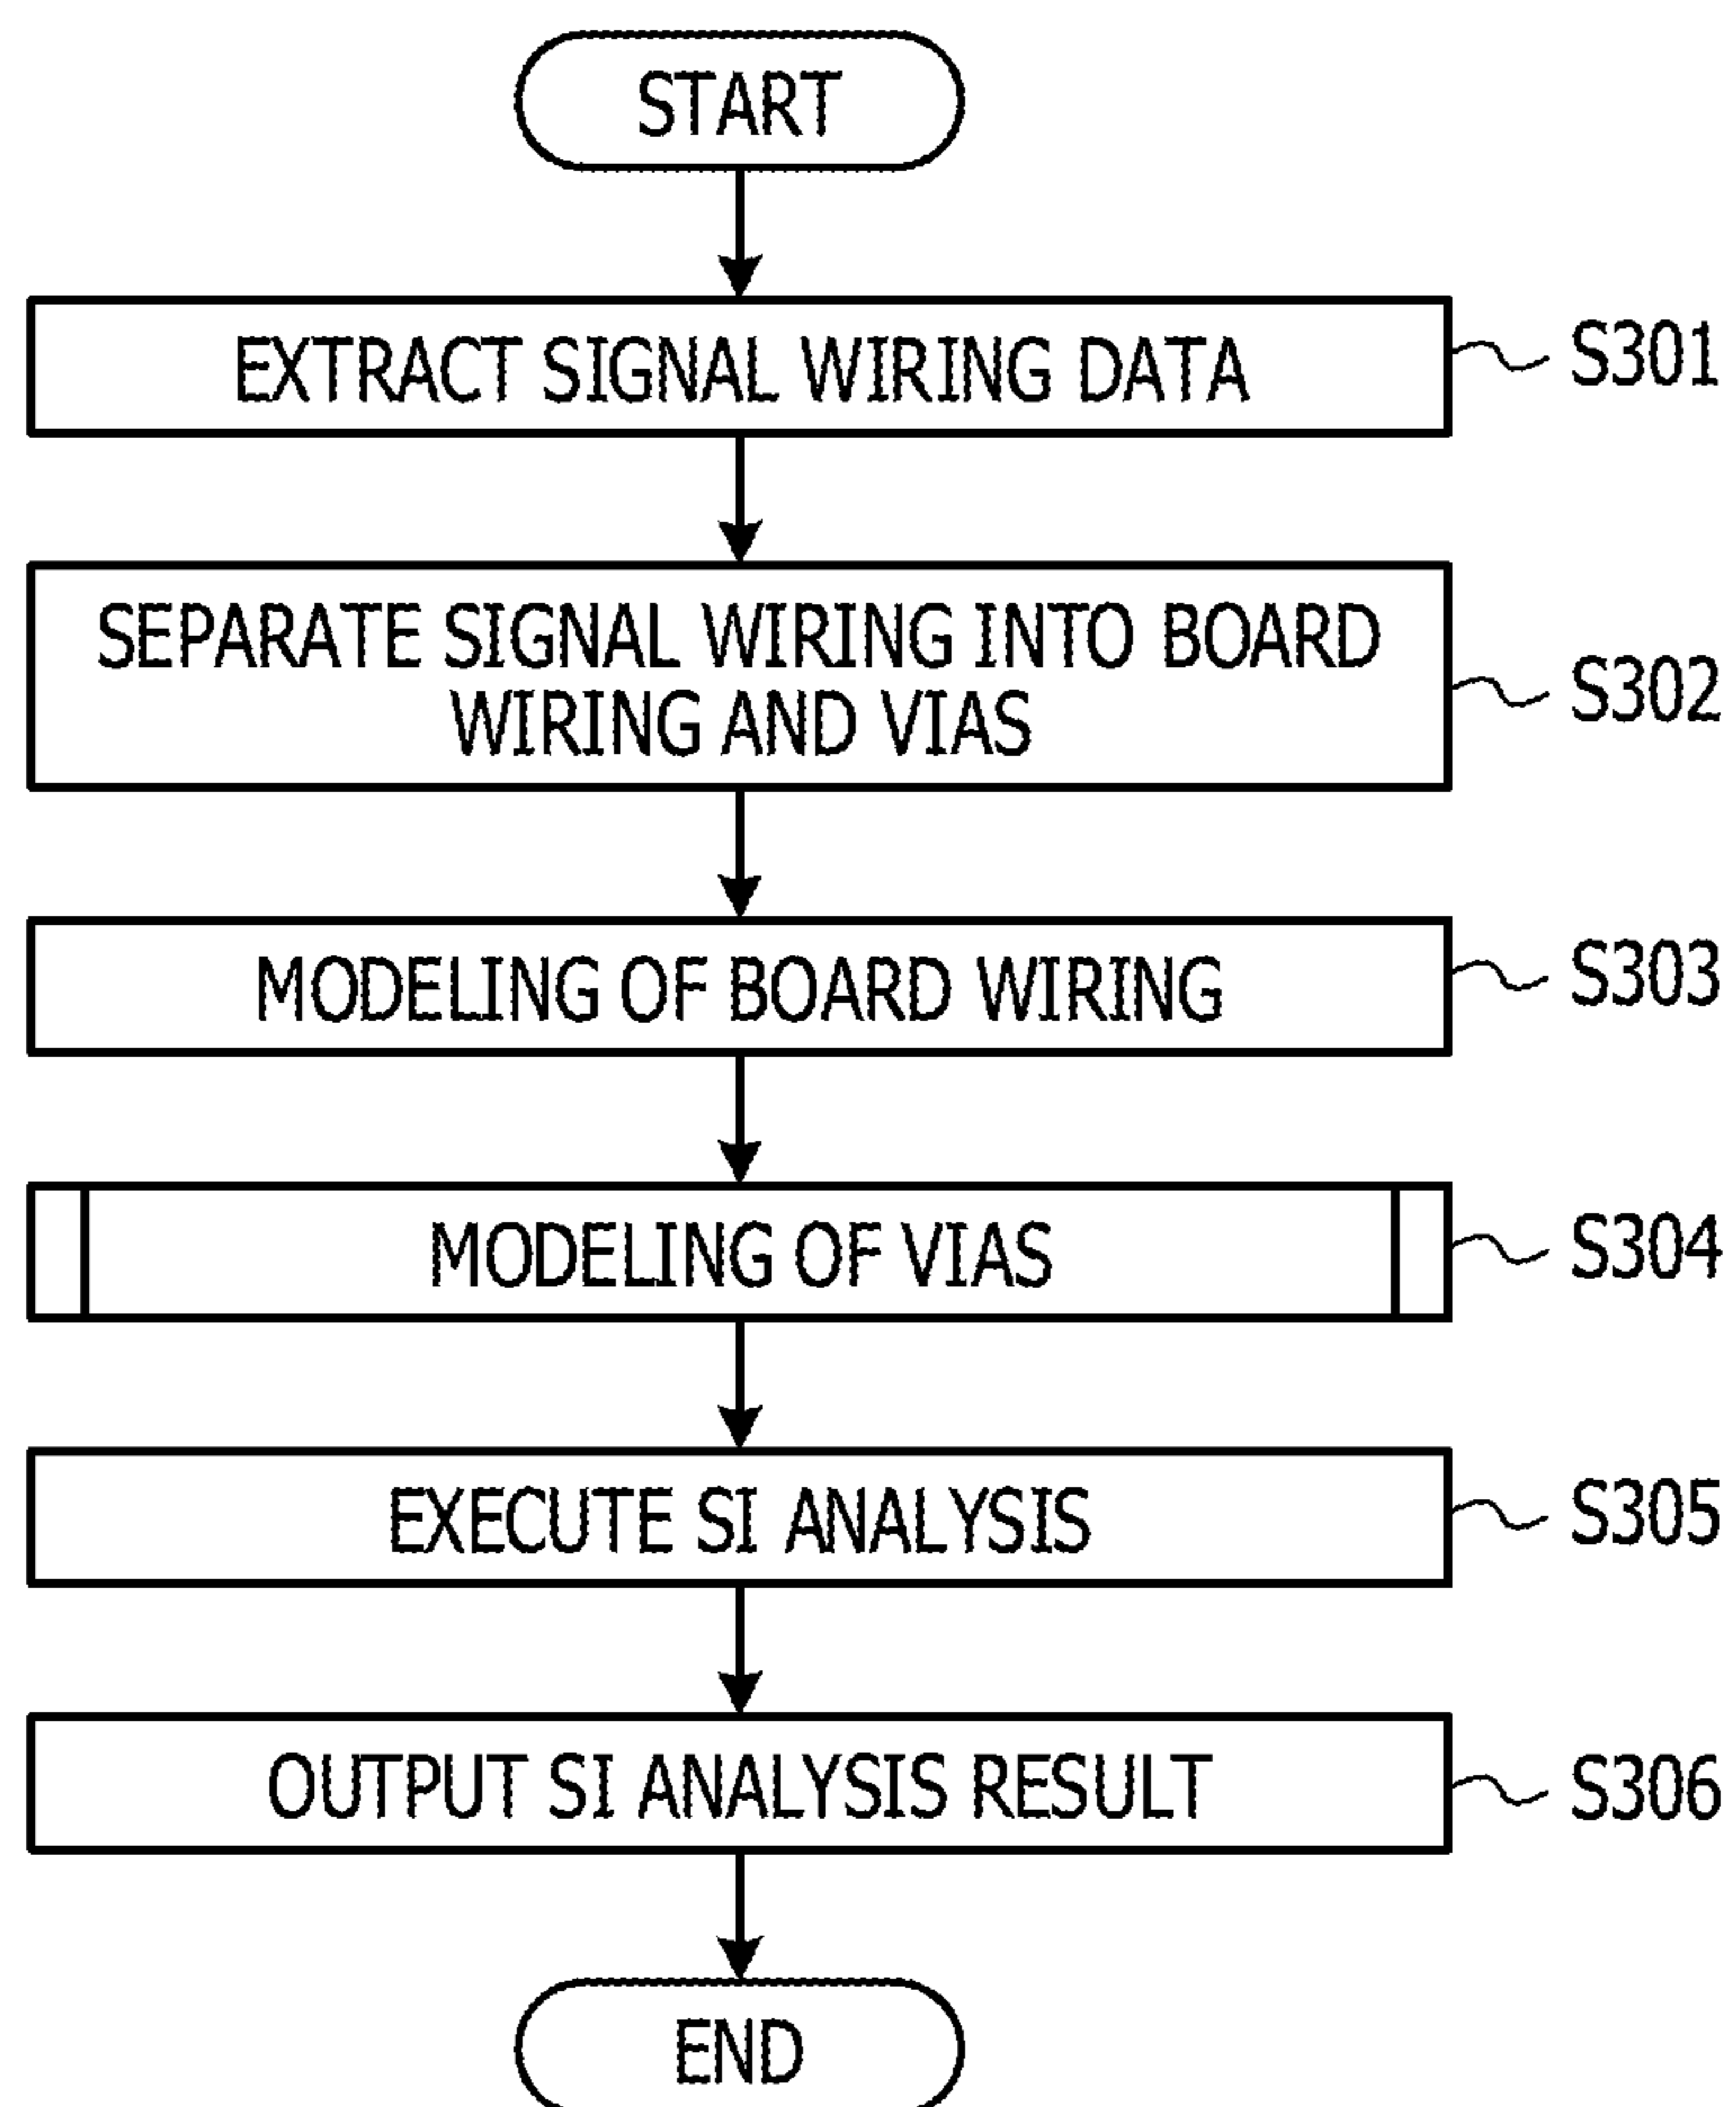 START
EXTRACT SIGNAL WIRING DATA
S301
SEPARATE SIGNAL WIRING INTO BOARD
WIRING AND VIAS
S302
MODELING OF BOARD WIRING
S303
MODELING OF VIAS
S304
EXECUTE SI ANALYSIS
S305
OUTPUT SI ANALYSIS RESULT
S306
END